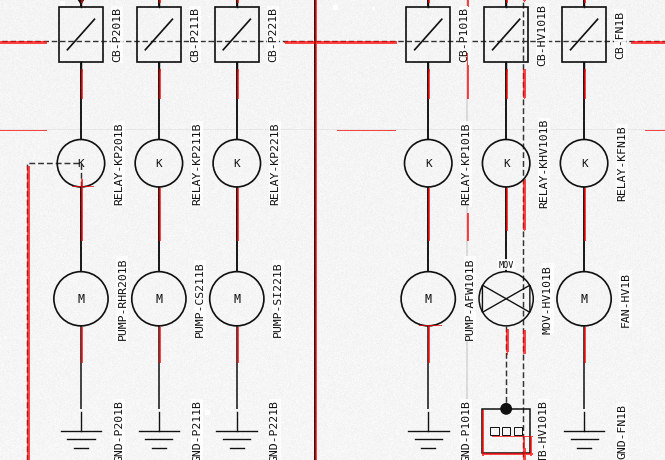 CB-P201B
CB-P211B
CB-P221B
CB-P101B
CB-HV101B
CB-FN1B
K
RELAY-KP201B
K
RELAY-KP211B
K
RELAY-KP221B
K
RELAY-KP101B
K
RELAY-KHV101B
K
RELAY-KFN1B
M
PUMP-RHR201B
M
PUMP-CS211B
M
PUMP-SI221B
M
PUMP-AFW101B
MOV
MOV-HV101B
M
FAN-HV1B
GND-P201B
GND-P211B
GND-P221B
GND-P101B
TB-HV101B
GND-FN1B